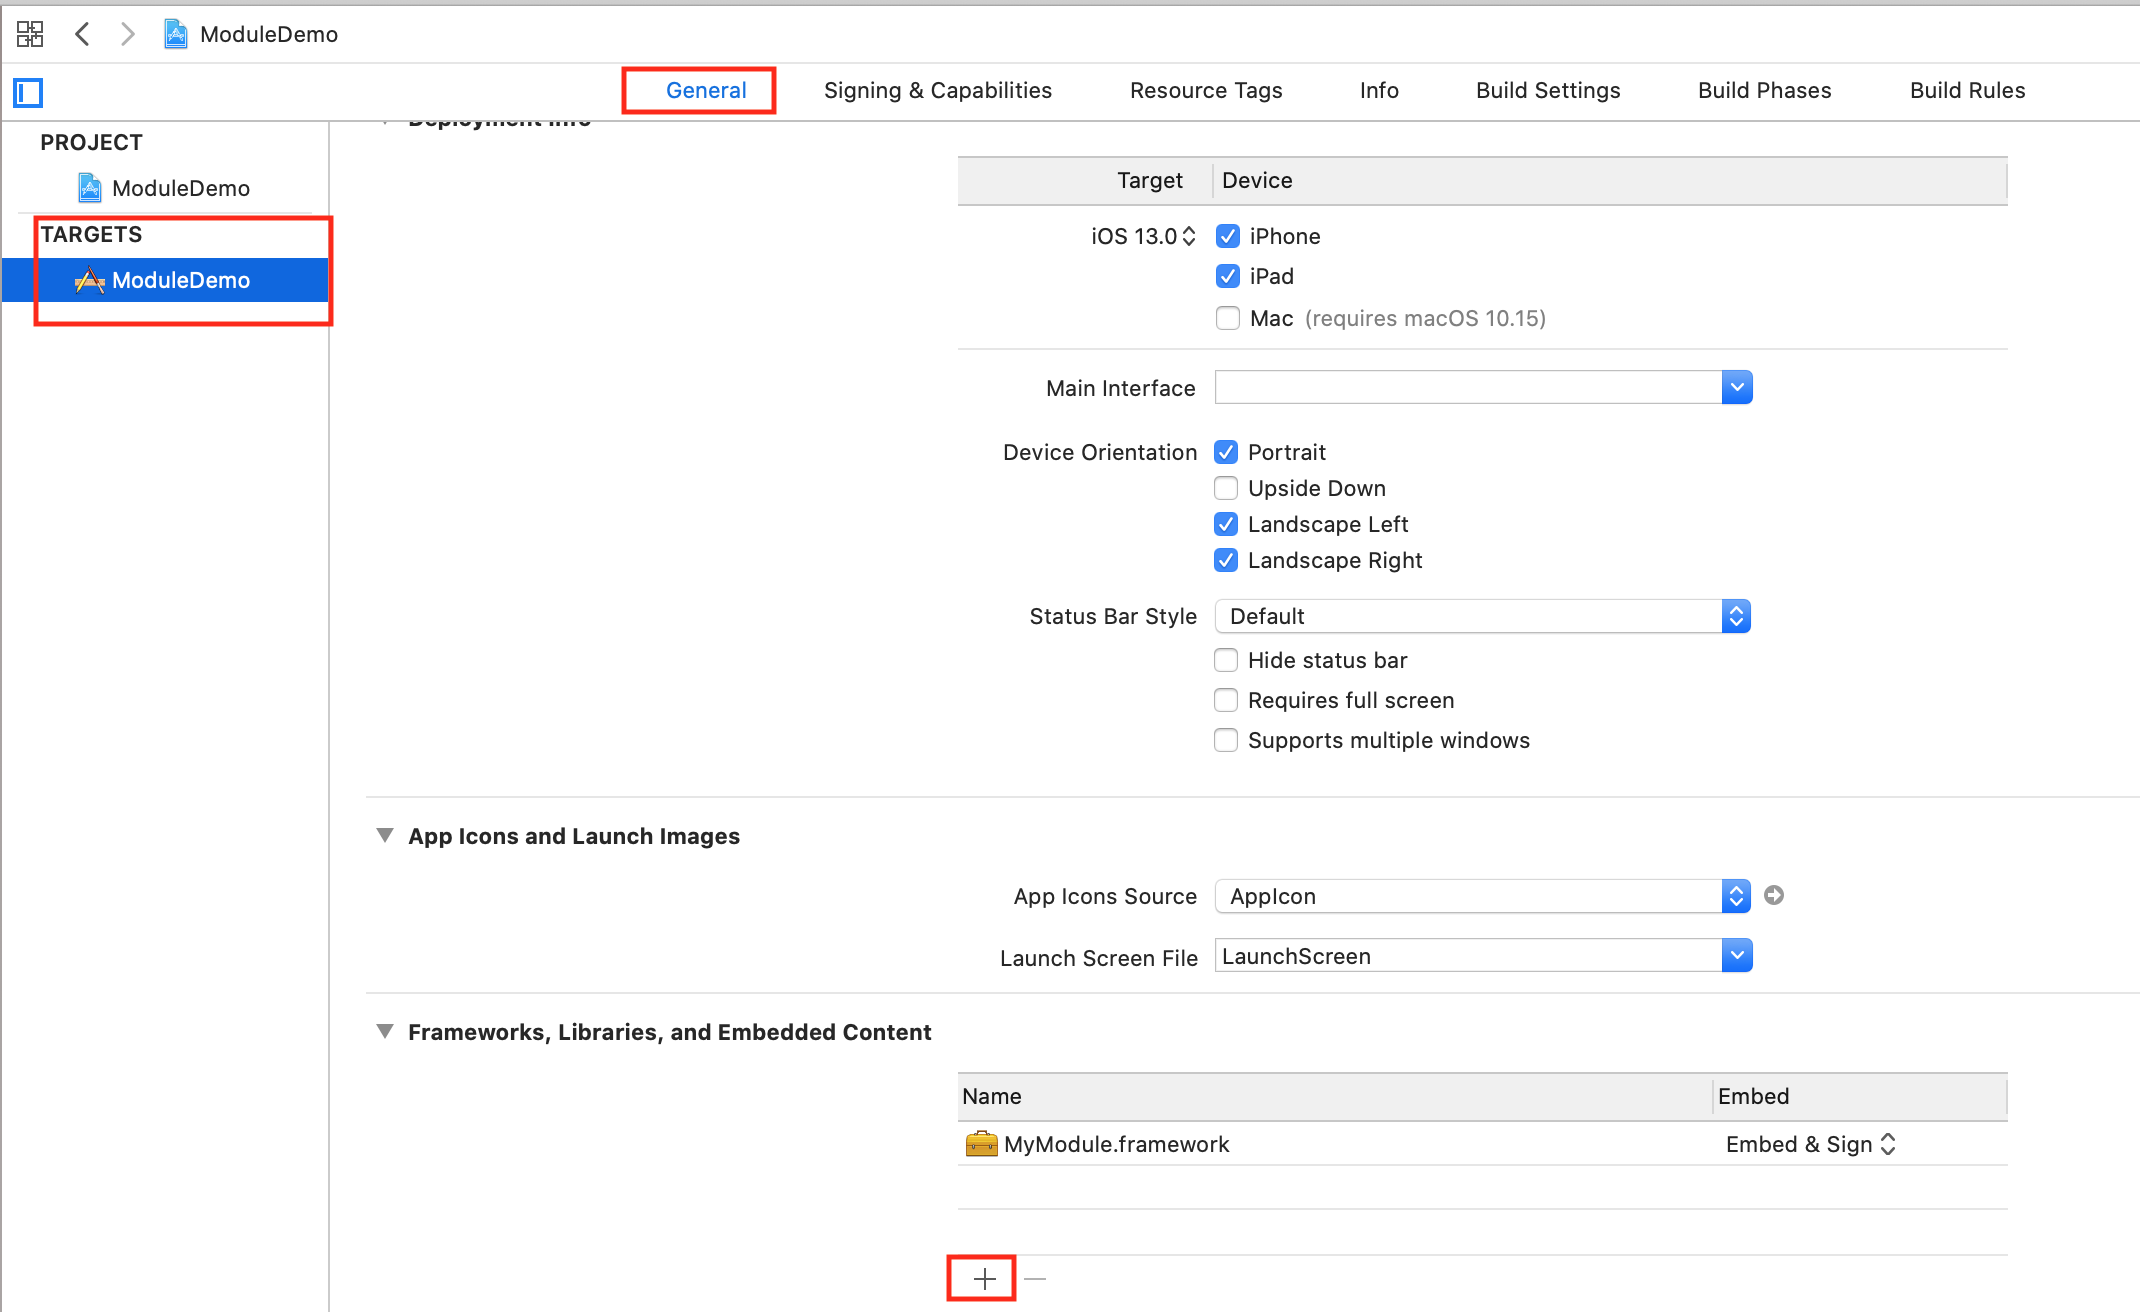 ModuleDemo
General Signing & Capabilities Resource Tags Info Build Settings Build Phases Build Rules
PROJECT
ModuleDemo
TARGETS
ModuleDemo
Deployment Info
Target Device
iOS 13.0 iPhone
iPad
Mac (requires macOS 10.15)
Main Interface
Device Orientation Portrait
Upside Down
Landscape Left
Landscape Right
Status Bar Style Default
Hide status bar
Requires full screen
Supports multiple windows
App Icons and Launch Images
App Icons Source AppIcon
Launch Screen File LaunchScreen
Frameworks, Libraries, and Embedded Content
Name Embed
MyModule.framework Embed & Sign